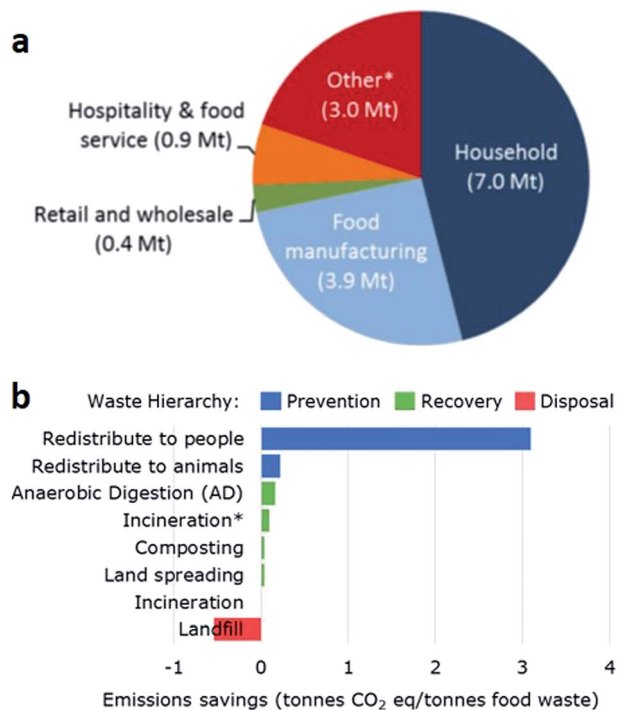 a
Other*
(3.0 Mt)
Hospitality & food
service (0.9 Mt)
Household
(7.0 Mt)
Retail and wholesale
(0.4 Mt)
Food
manufacturing
(3.9 Mt)
b
Waste Hierarchy: Prevention Recovery Disposal
Redistribute to people
Redistribute to animals
Anaerobic Digestion (AD)
Incineration*
Composting
Land spreading
Incineration
Landfill
-1 0 1 2 3 4
Emissions savings (tonnes CO₂ eq/tonnes food waste)